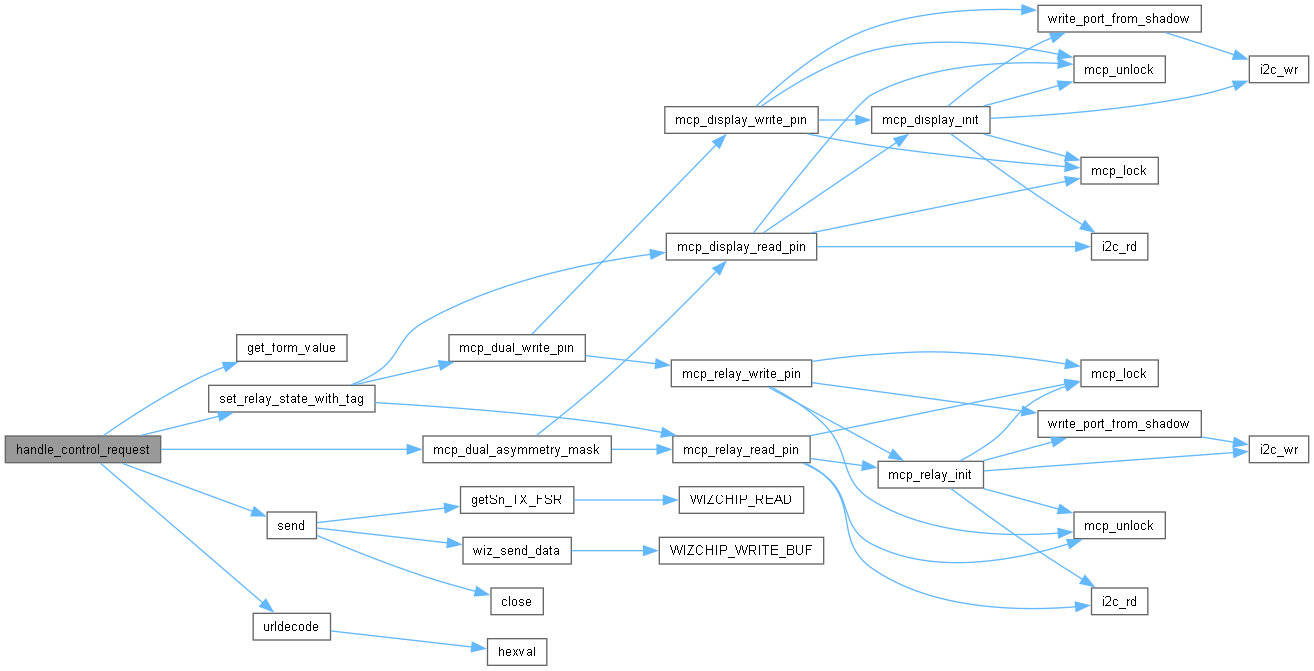 write_port_from_shadow
mcp_unlock
i2c_wr
mcp_display_write_pin
mcp_display_init
mcp_lock
mcp_display_read_pin
i2c_rd
get_form_value
mcp_dual_write_pin
mcp_relay_write_pin
mcp_lock
set_relay_state_with_tag
write_port_from_shadow
handle_control_request
mcp_dual_asymmetry_mask
mcp_relay_read_pin
i2c_wr
mcp_relay_init
getSn_TX_FSR
WIZCHIP_READ
send
mcp_unlock
wiz_send_data
WIZCHIP_WRITE_BUF
close
i2c_rd
urldecode
hexval